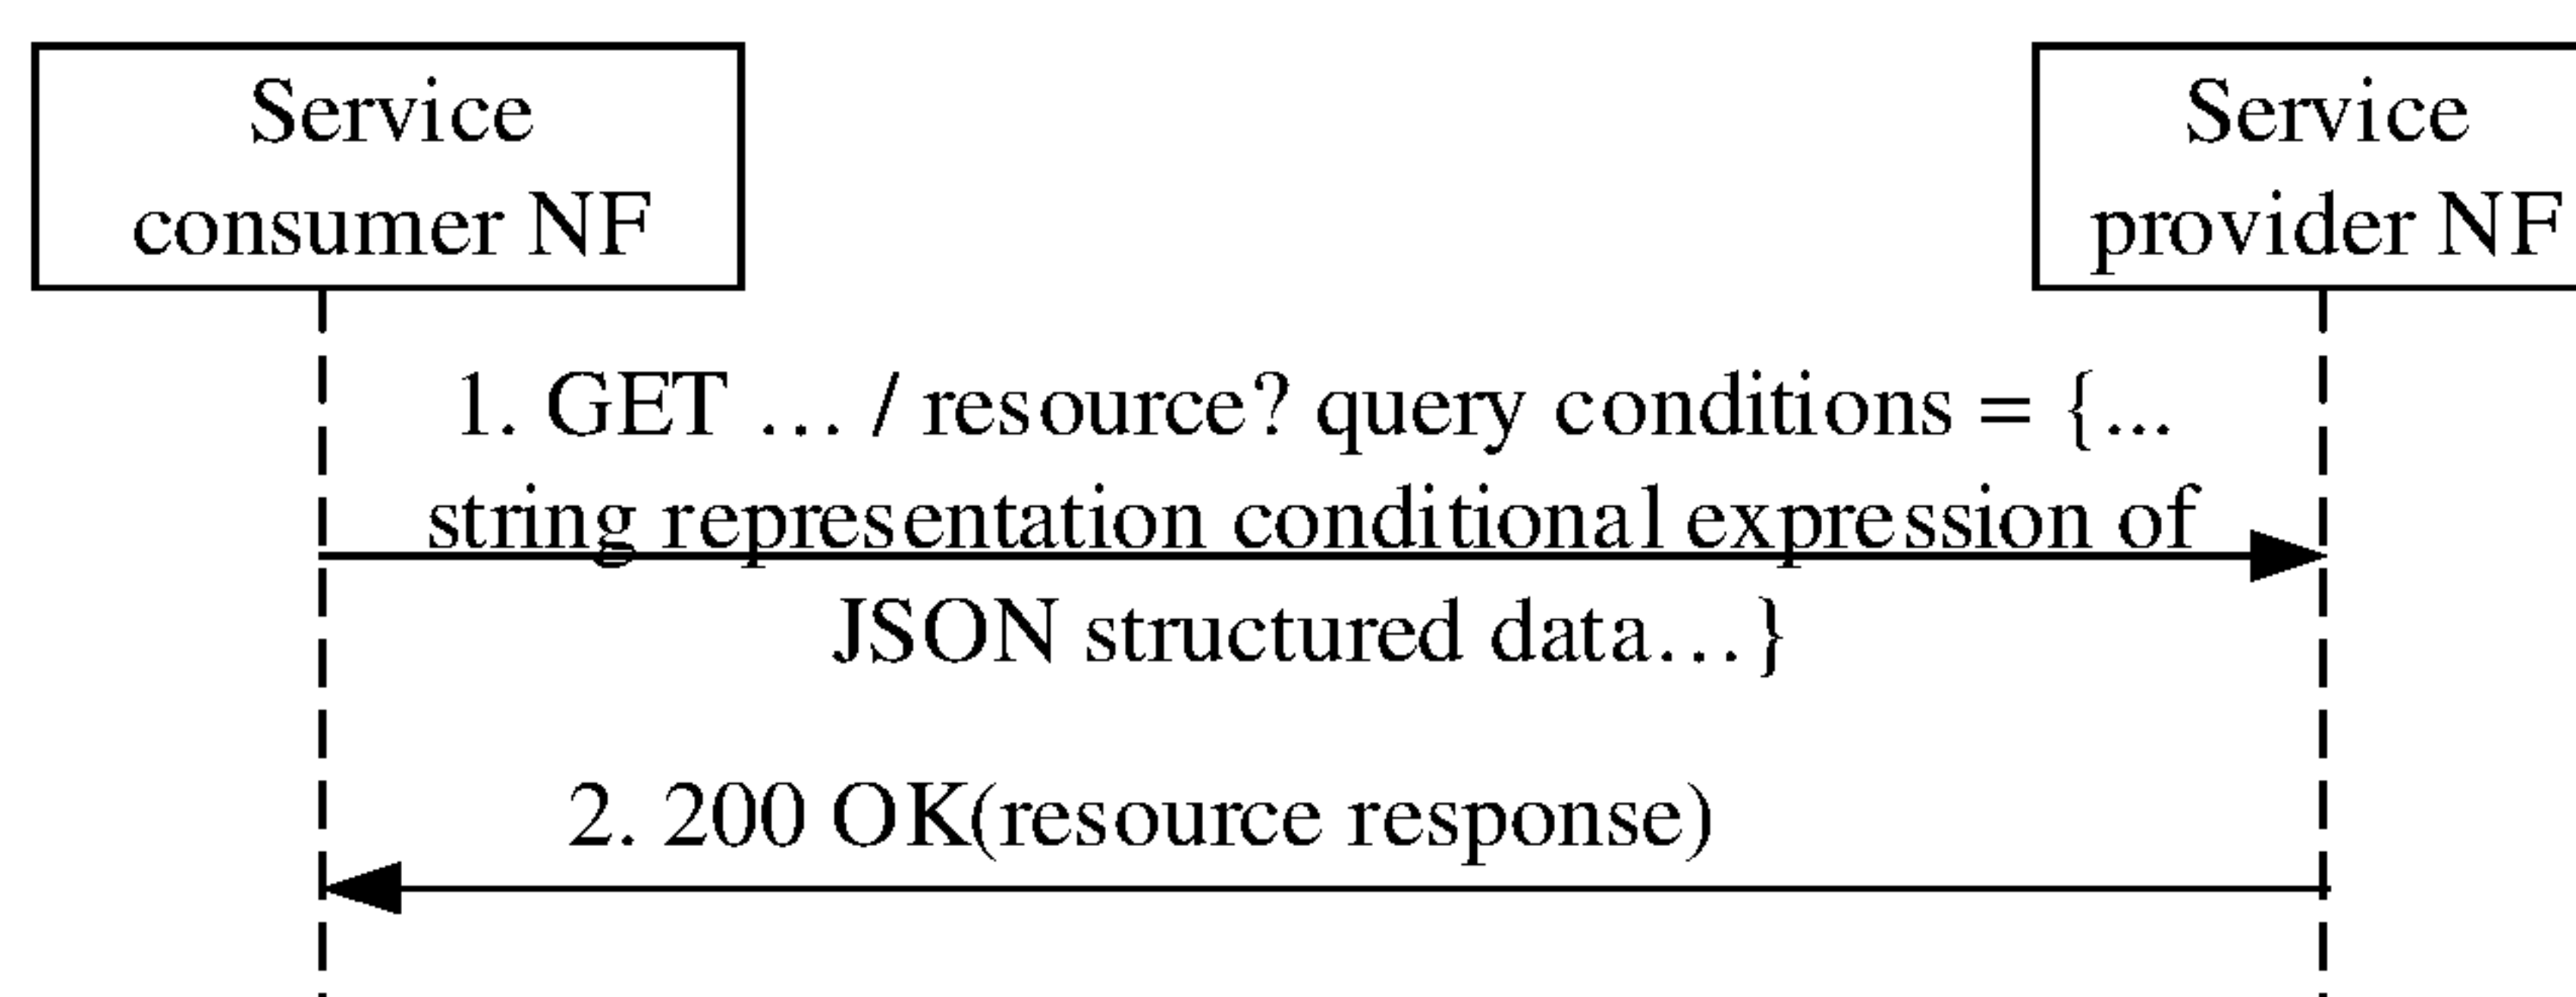 Service
consumer NF
Service
provider NF
1. GET … / resource? query conditions = {...
string representation conditional expression of
JSON structured data…}
2. 200 OK(resource response)